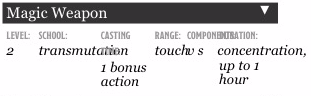 Magic Weapon ▼
LEVEL: SCHOOL: CASTING TIME: RANGE: COMPONENTS: DURATION:
2 transmutation 1 bonus action touch v s concentration, up to 1 hour